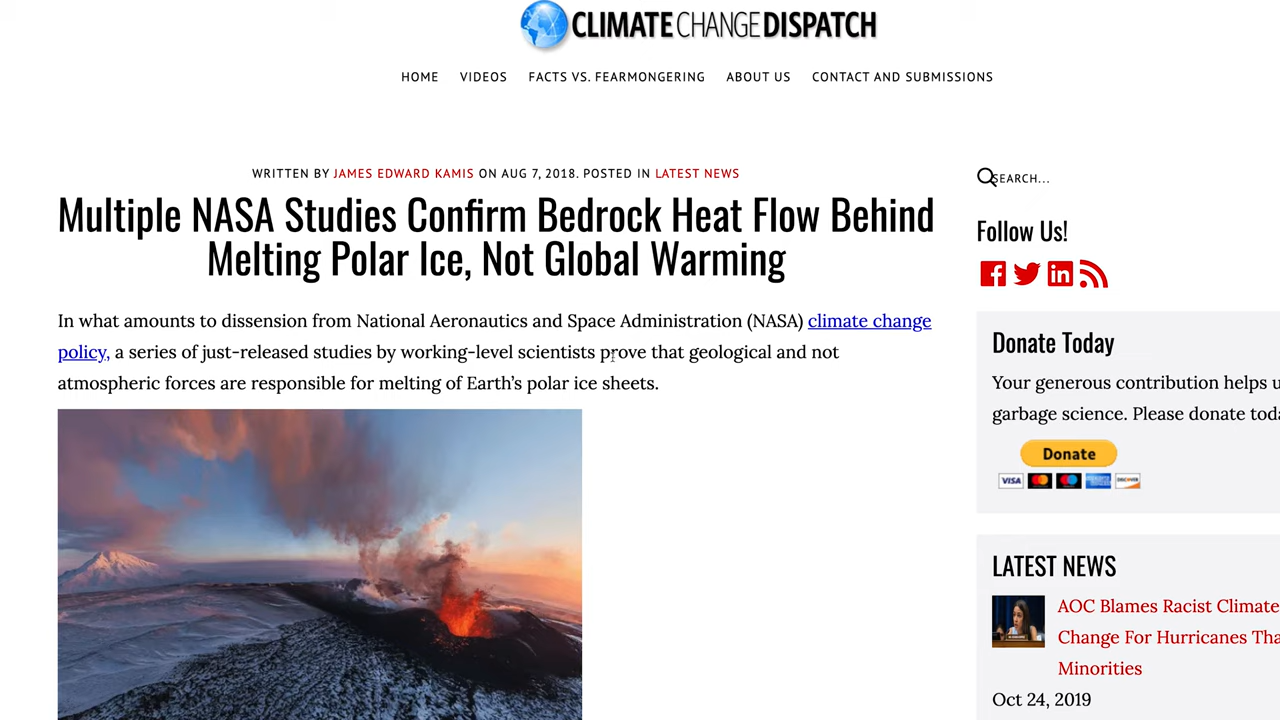 CLIMATE CHANGE DISPATCH
HOME VIDEOS FACTS VS. FEARMONGERING ABOUT US CONTACT AND SUBMISSIONS
WRITTEN BY JAMES EDWARD KAMIS ON AUG 7, 2018. POSTED IN LATEST NEWS
Multiple NASA Studies Confirm Bedrock Heat Flow Behind
Melting Polar Ice, Not Global Warming
In what amounts to dissension from National Aeronautics and Space Administration (NASA) climate change
policy, a series of just-released studies by working-level scientists prove that geological and not
atmospheric forces are responsible for melting of Earth's polar ice sheets.
SEARCH...
Follow Us!
Donate Today
Your generous contribution helps u
garbage science. Please donate toda
Donate
VISA
DISCOVER
LATEST NEWS
AOC Blames Racist Climate
Change For Hurricanes Tha
Minorities
Oct 24, 2019